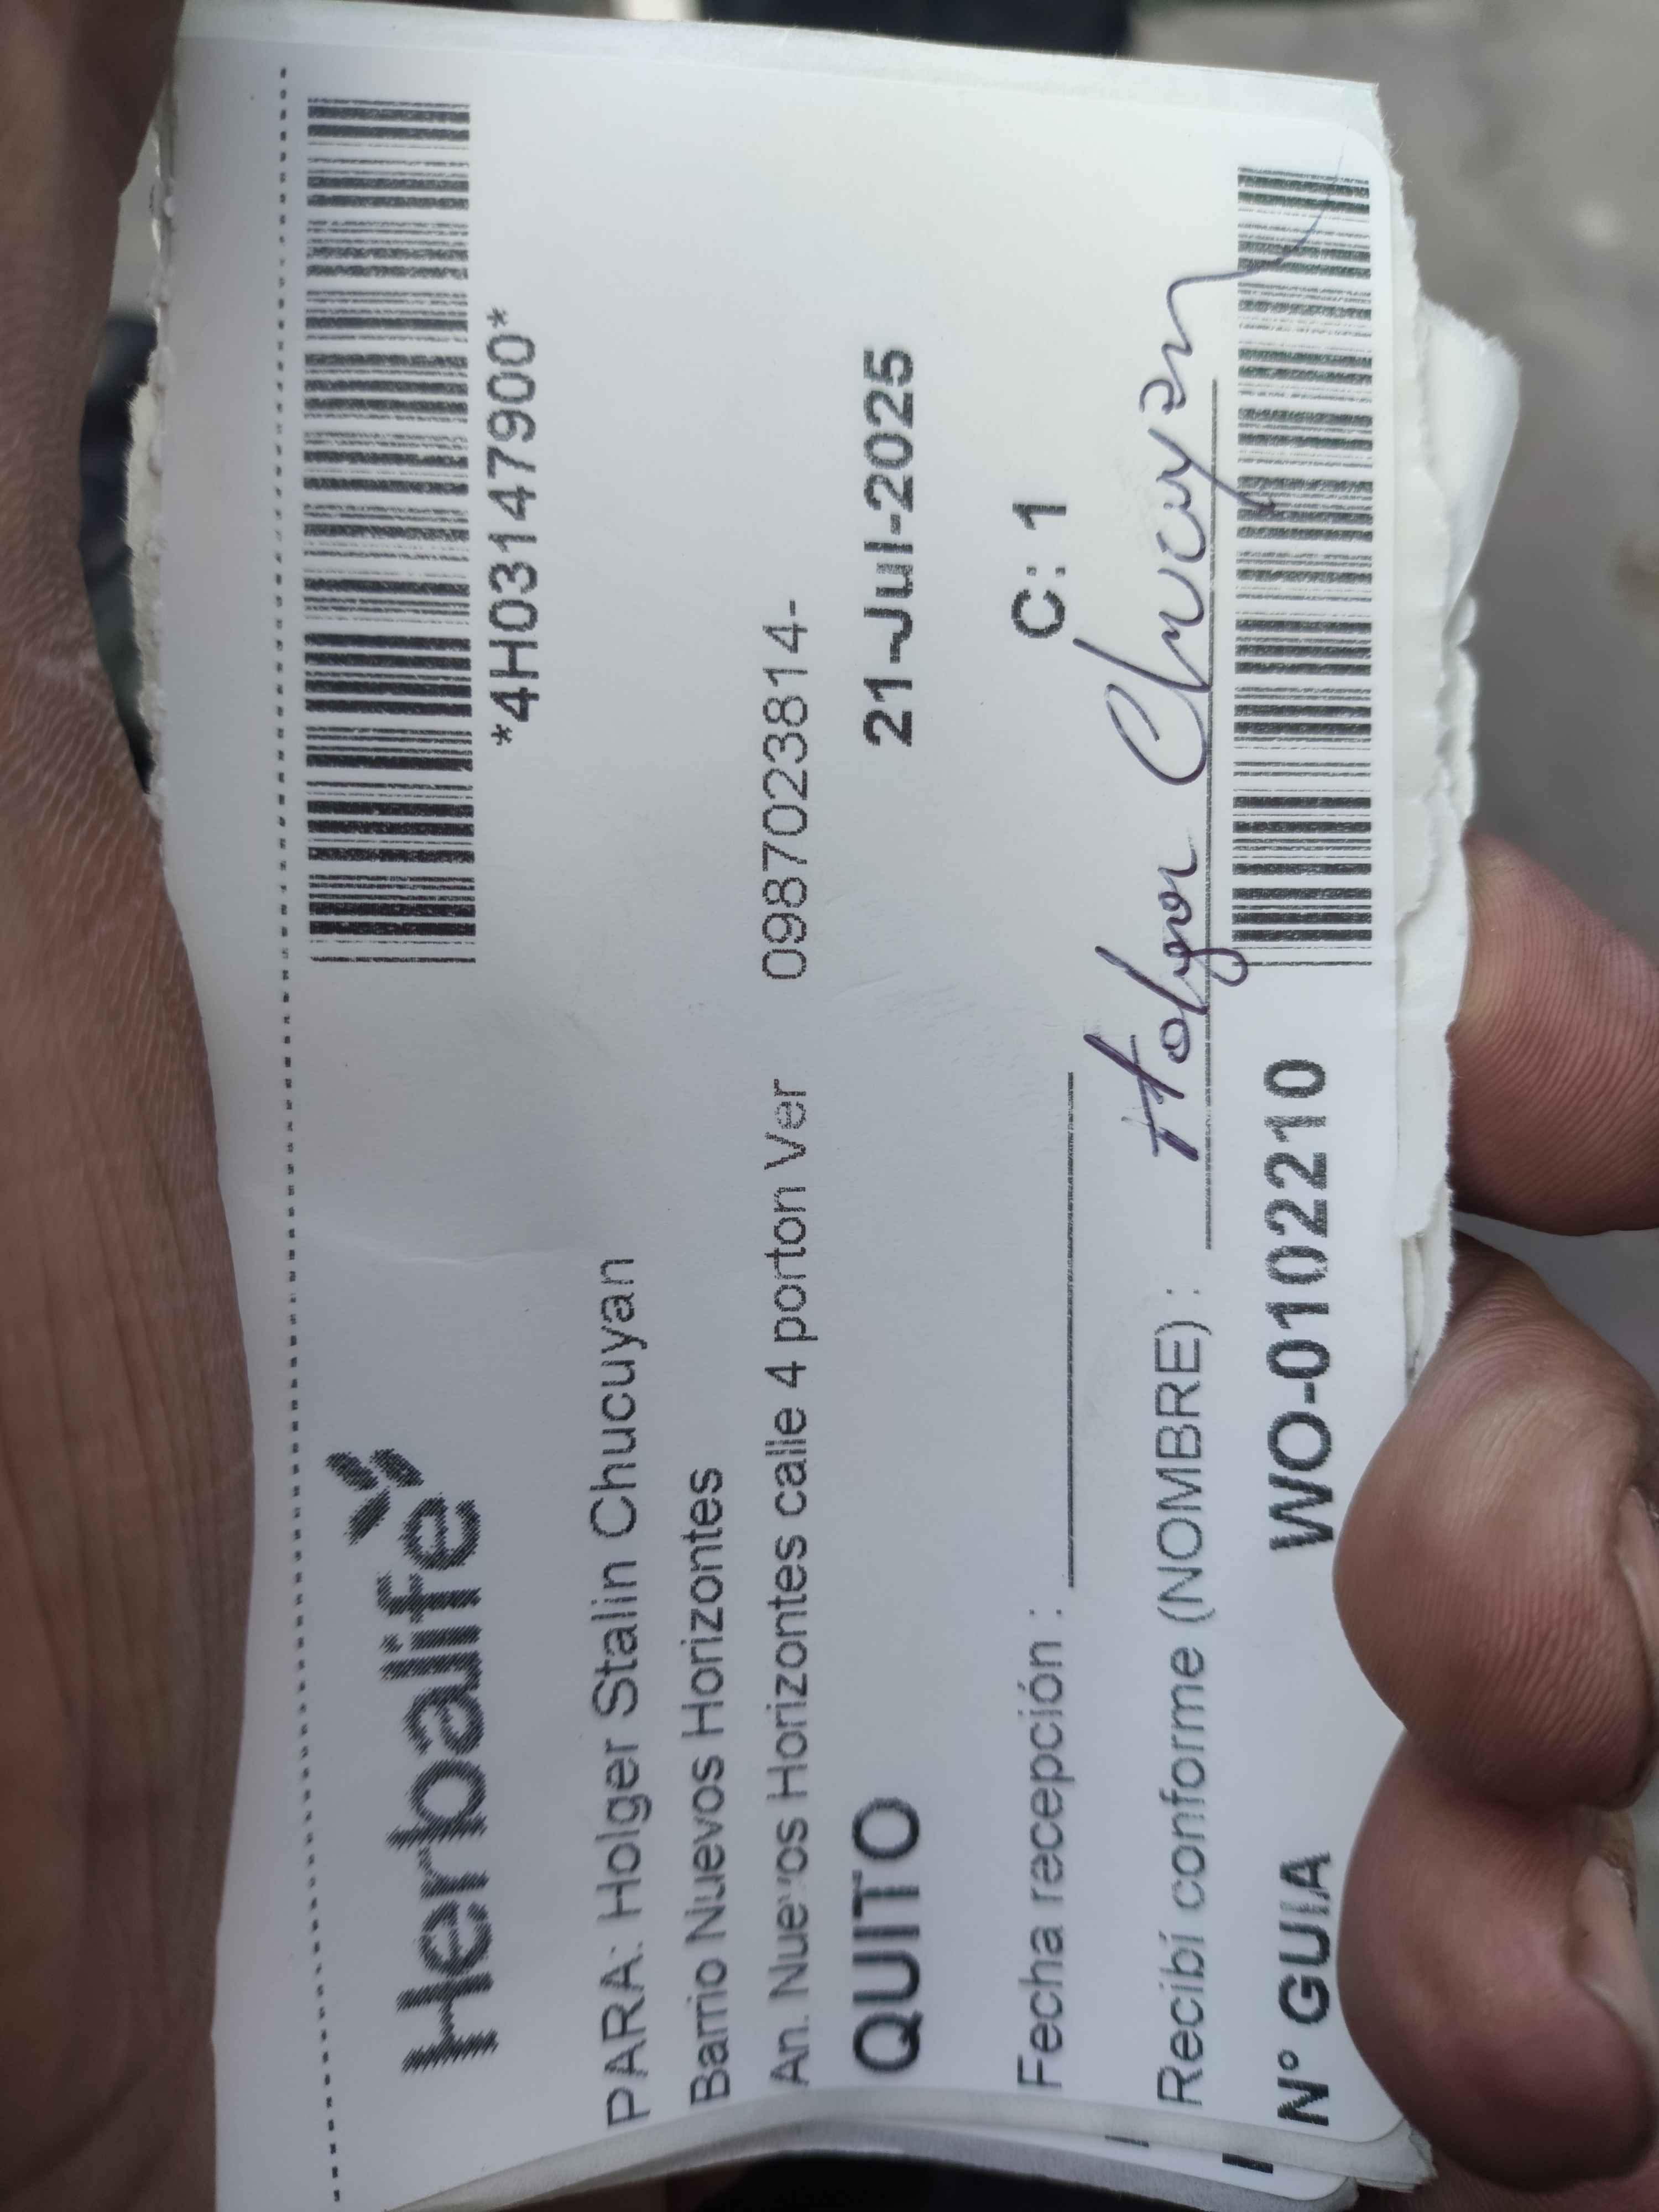 Herbalife
*4H03147900*
PARA: Holger Stalin Chucuyan
Barrio Nuevos Horizontes
An. Nuevos Horizontes calle 4 porton Ver 0987023814-
QUITO 21-Jul-2025
Fecha recepción : C: 1
Recibí conforme (NOMBRE) : Holger Chucuyan
N° GUIA WO-0102210